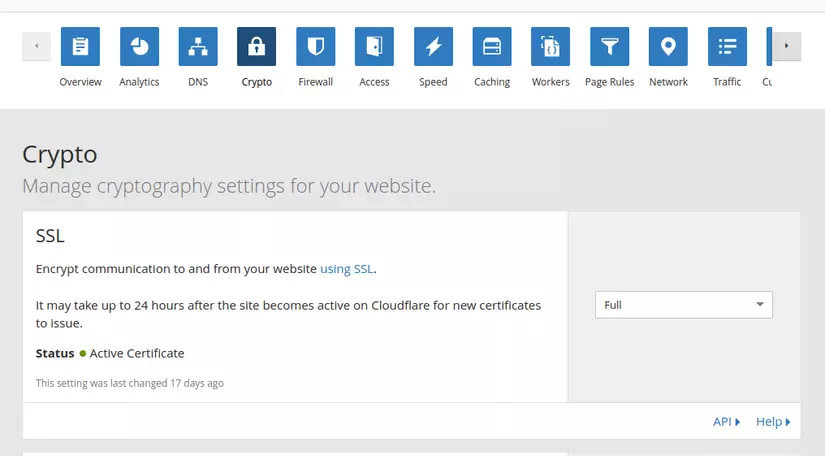 Overview Analytics DNS Crypto Firewall Access Speed Caching Workers Page Rules Network Traffic
Crypto
Manage cryptography settings for your website.
SSL
Encrypt communication to and from your website using SSL.
It may take up to 24 hours after the site becomes active on Cloudflare for new certificates
to issue.
Full
Status Active Certificate
This setting was last changed 17 days ago
API Help